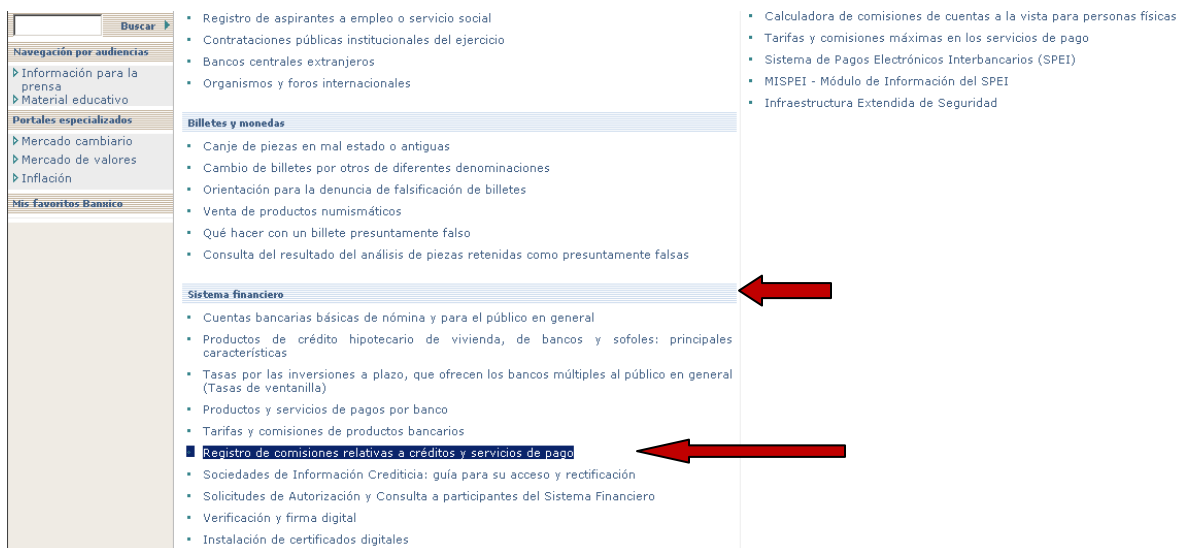 Buscar
Navegación por audiencias
Información para la
prensa
Material educativo
Portales especializados
Mercado cambiario
Mercado de valores
Inflación
Mis favoritos Banxico
Registro de aspirantes a empleo o servicio social
Contrataciones públicas institucionales del ejercicio
Bancos centrales extranjeros
Organismos y foros internacionales
Billetes y monedas
Canje de piezas en mal estado o antiguas
Cambio de billetes por otros de diferentes denominaciones
Orientación para la denuncia de falsificación de billetes
Venta de productos numismáticos
Qué hacer con un billete presuntamente falso
Consulta del resultado del análisis de piezas retenidas como presuntamente falsas
Sistema financiero
Cuentas bancarias básicas de nómina y para el público en general
Productos de crédito hipotecario de vivienda, de bancos y sofoles: principales
características
Tasas por las inversiones a plazo, que ofrecen los bancos múltiples al público en general
(Tasas de ventanilla)
Productos y servicios de pagos por banco
Tarifas y comisiones de productos bancarios
Registro de comisiones relativas a créditos y servicios de pago
Sociedades de Información Crediticia: guía para su acceso y rectificación
Solicitudes de Autorización y Consulta a participantes del Sistema Financiero
Verificación y firma digital
Instalación de certificados digitales
Calculadora de comisiones de cuentas a la vista para personas físicas
Tarifas y comisiones máximas en los servicios de pago
Sistema de Pagos Electrónicos Interbancarios (SPEI)
MISPEI - Módulo de Información del SPEI
Infraestructura Extendida de Seguridad